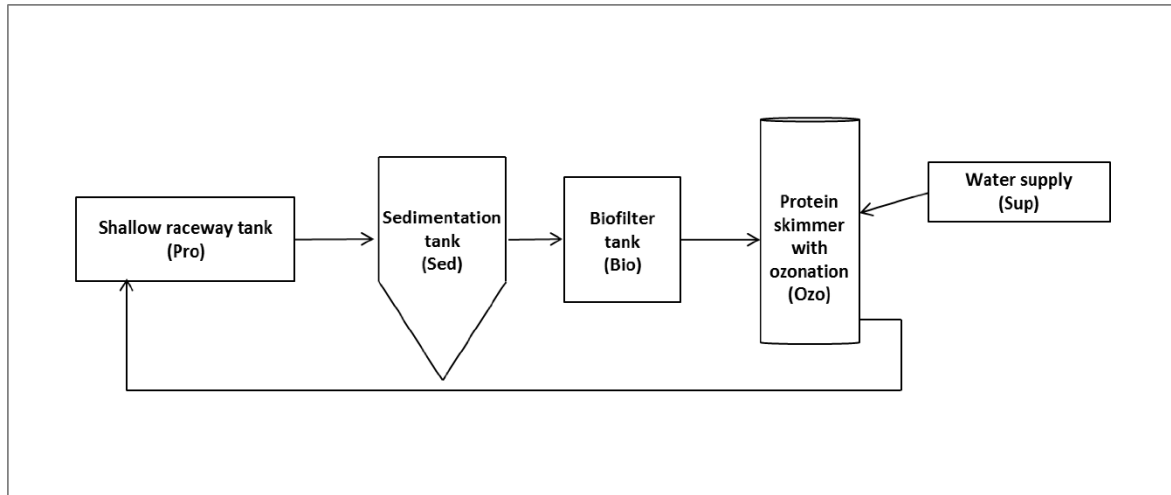 Shallow raceway tank
(Pro)
Sedimentation
tank
(Sed)
Biofilter
tank
(Bio)
Protein
skimmer
with
ozonation
(Ozo)
Water supply
(Sup)